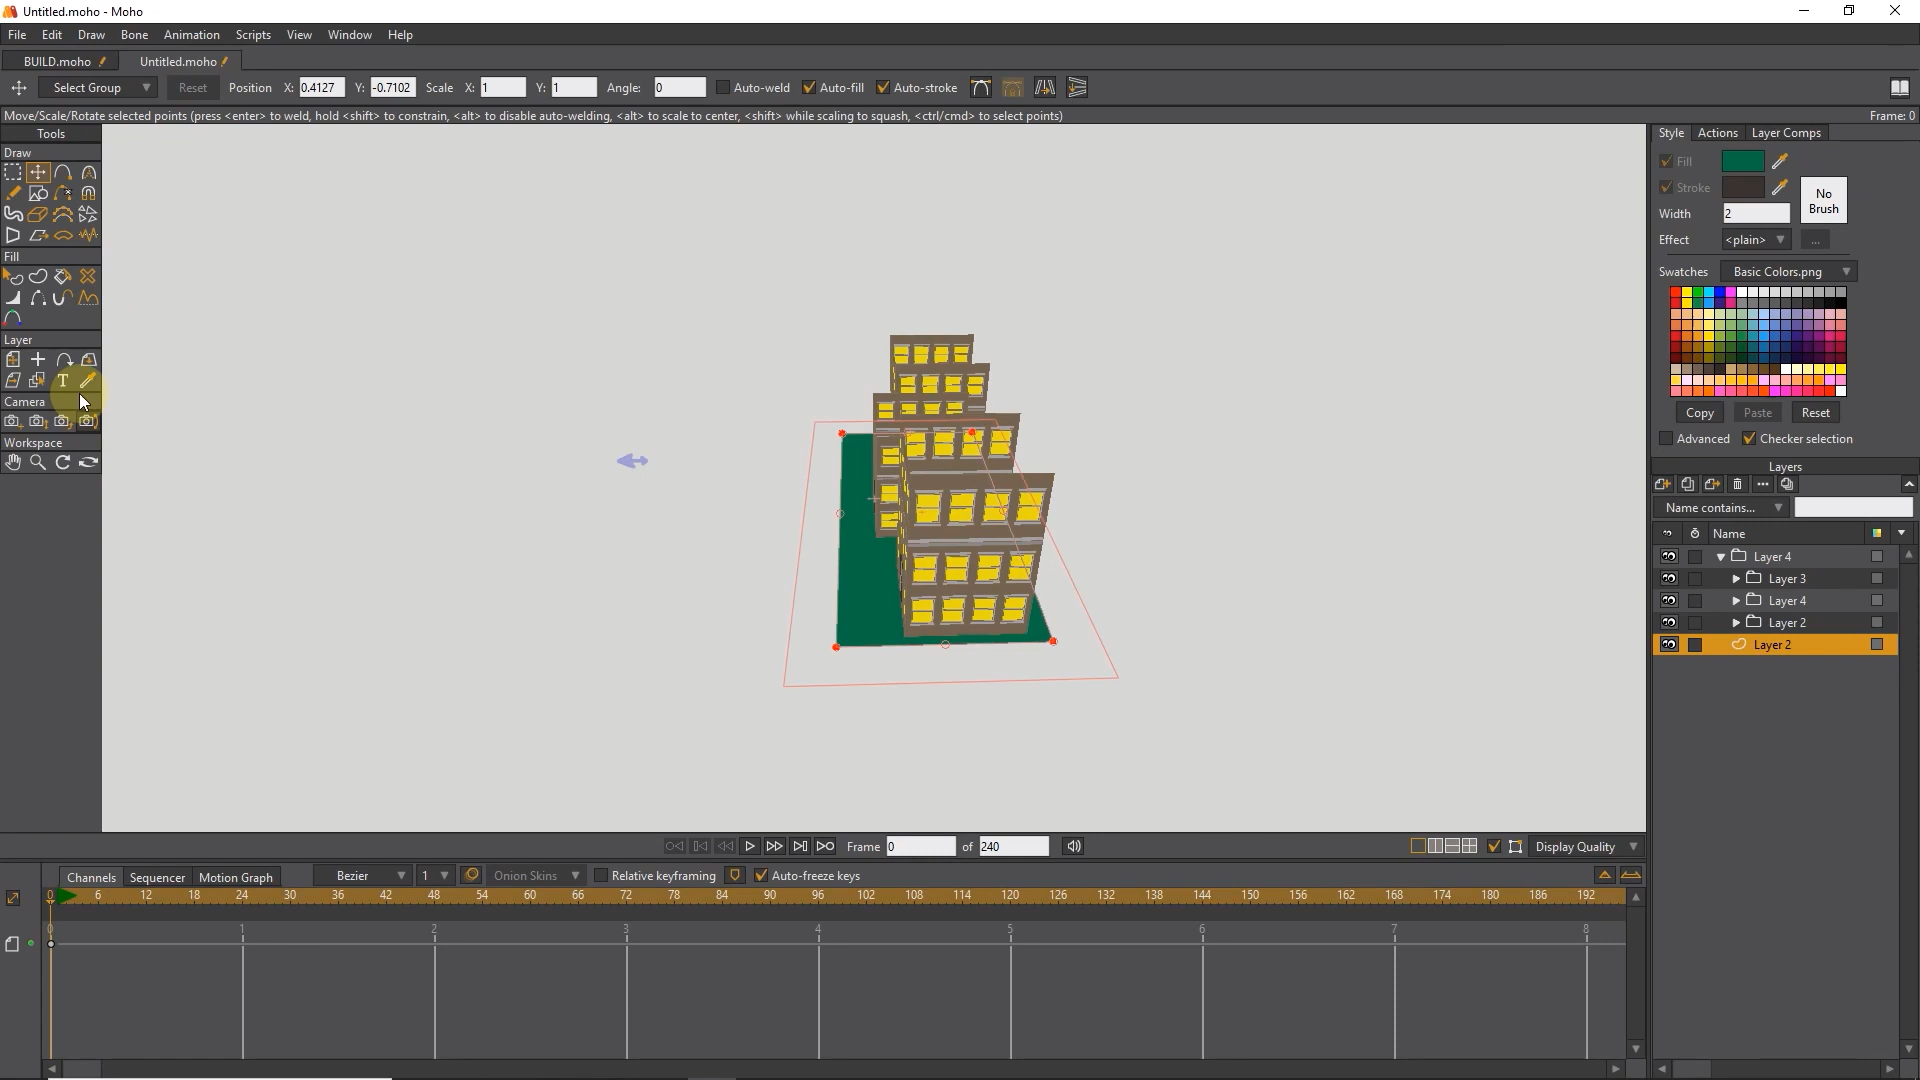 Untitled.moho - Moho
File Edit Draw Bone Animation Scripts View Window Help
BUILD.moho Untitled.moho
Select Group Reset Position X: 0.4127 Y: -0.7102 Scale X: 1 Y: 1 Angle: 0 Auto-weld Auto-fill Auto-stroke
Move/Scale/Rotate selected points (press <enter> to weld, hold <shift> to constrain, <alt> to disable auto-welding, <alt> to scale to center, <shift> while scaling to squash, <ctrl/cmd> to select points) Frame: 0
Tools
Draw
Fill
Layer
T
Camera
Workspace
Style Actions Layer Comps
Fill
Stroke
No Brush
Width 2
Effect <plain> ...
Swatches Basic Colors.png
Copy Paste Reset
Advanced Checker selection
Layers
Name contains...
Name
Layer 4
Layer 3
Layer 4
Layer 2
Layer 2
Frame 0 of 240 Display Quality
Channels Sequencer Motion Graph Bezier 1 Onion Skins Relative keyframing Auto-freeze keys
0 6 12 18 24 30 36 42 48 54 60 66 72 78 84 90 96 102 108 114 120 126 132 138 144 150 156 162 168 174 180 186 192
0 1 2 3 4 5 6 7 8